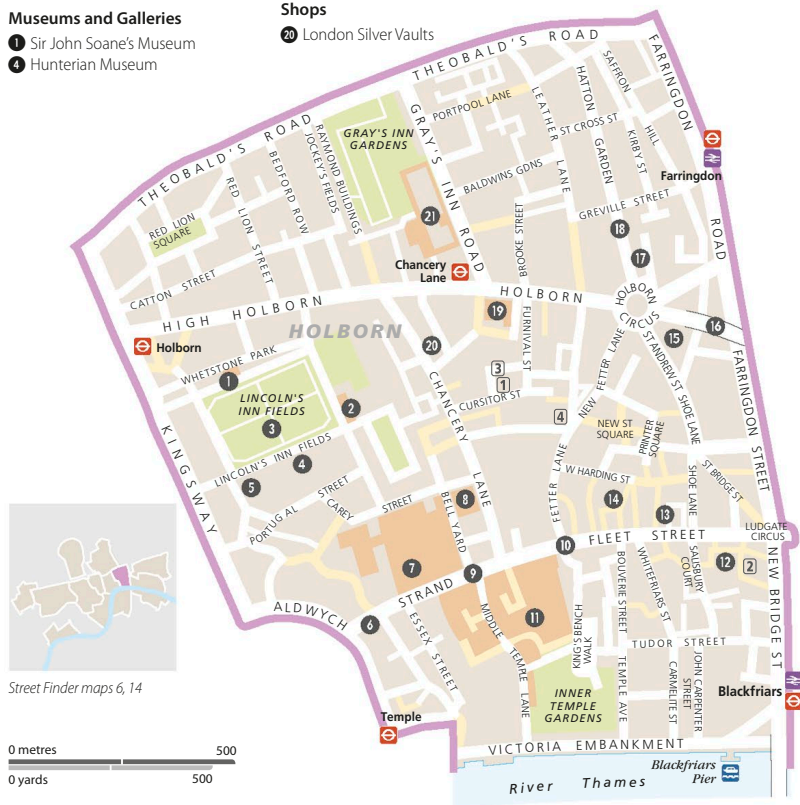 Museums and Galleries
1 Sir John Soane's Museum
4 Hunterian Museum
Shops
20 London Silver Vaults
THEOBALD'S ROAD
THEOBALD'S ROAD
FARRINGDON ROAD
SAFFRON HILL
HATTON GARDEN
LEATHER LANE
PORTPOOL LANE
ST CROSS ST
KIRBY ST
GRAY'S INN
GARDENS
GRAY'S INN ROAD
RAYMOND BUILDINGS
JOCKEY'S FIELDS
BEDFORD ROW
RED LION STREET
RED LION
SQUARE
BALDWINS GDNS
Farringdon
GREVILLE STREET
BROOKE STREET
21
18
17
Chancery
Lane
CATTON STREET
HIGH HOLBORN
HOLBORN
HOLBORN
CIRCUS
HOLBORN
19
16
15
20
Holborn
WHETSTONE PARK
FURNIVAL ST
NEW FETTER LANE
ST ANDREW ST
SHOE LANE
FARRINGDON STREET
3
1
1
CURSITOR ST
LINCOLN'S
INN FIELDS
2
3
4
NEW ST
SQUARE
PRINTER
SQUARE
CHANCERY LANE
KINGSWAY
LINCOLN'S INN FIELDS
4
5
W HARDING ST
FETTER LANE
SHOE LANE
ST BRIDGE ST
PORTUGAL STREET
CAREY STREET
BELL YARD
8
14
13
FLEET STREET
LUDGATE
CIRCUS
10
7
9
12
2
SALISBURY
COURT
WHITEFRIARS ST
BOUVERIE STREET
NEW BRIDGE ST
STRAND
ALDWYCH
6
ESSEX STREET
MIDDLE TEMPLE LANE
11
KING'S BENCH
WALK
TUDOR STREET
TEMPLE AVE
CARMELITE ST
JOHN CARPENTER
STREET
INNER
TEMPLE
GARDENS
Blackfriars
Temple
VICTORIA EMBANKMENT
Blackfriars
Pier
River Thames
Street Finder maps 6, 14
0 metres 500
0 yards 500